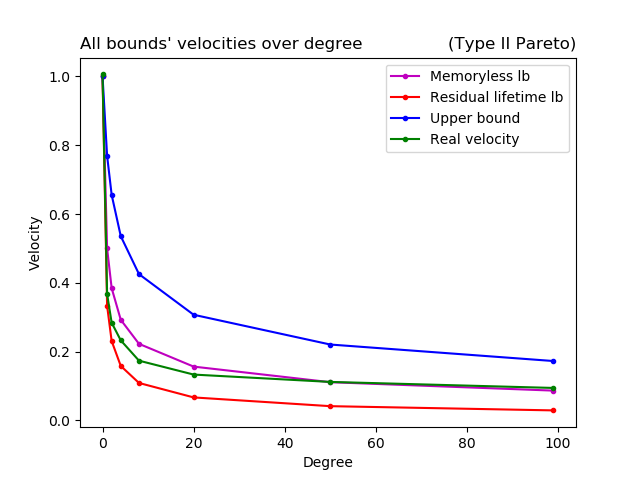 All bounds' velocities over degree (Type II Pareto)
Memoryless lb
Residual lifetime lb
Upper bound
Real velocity
Velocity
1.0
0.8
0.6
0.4
0.2
0.0
0 20 40 60 80 100
Degree